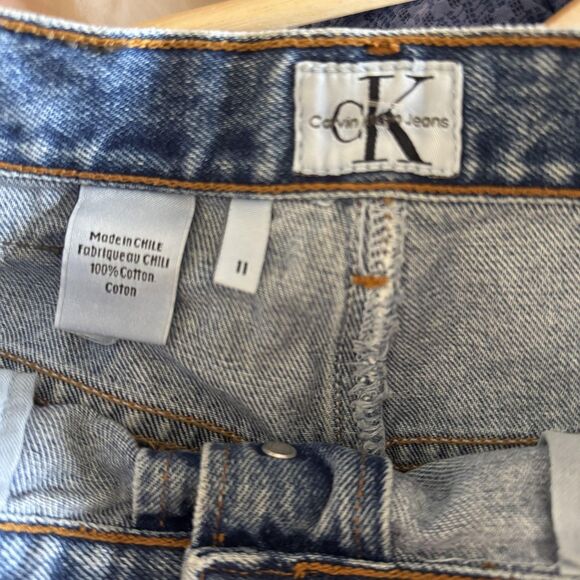 CK
Calvin Klein Jeans
Made in CHILE
Fabriqueau CHILI
100% Cotton
Coton
11